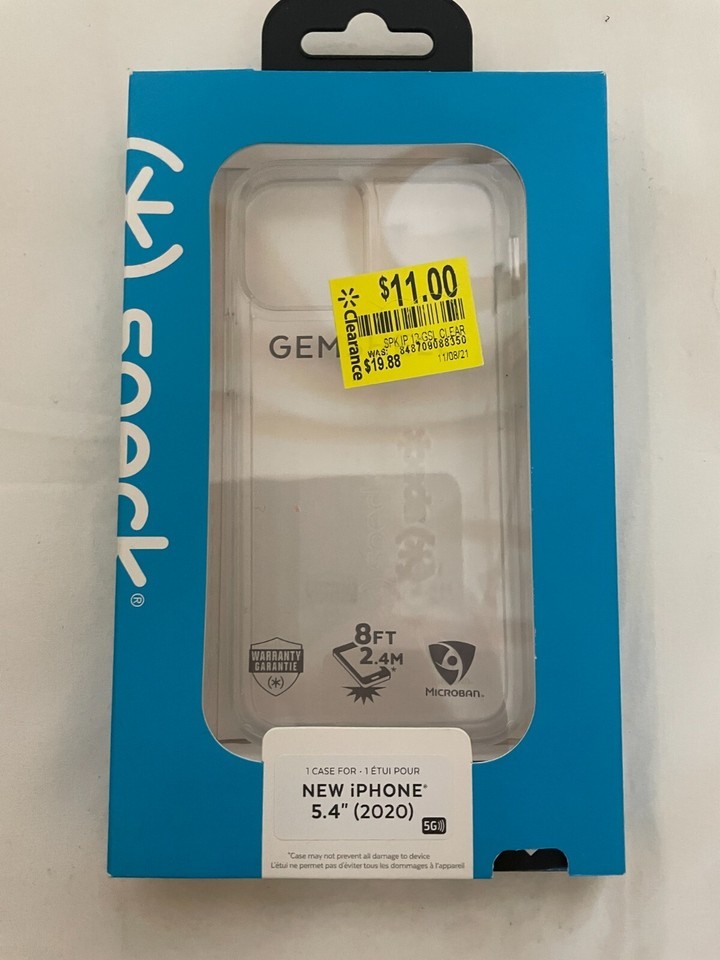 speck®
$11.00
Clearance
SPK IP 12 GSL CLEAR
WAS: 848709088350
$19.88 11/08/21
GEM
speck
WARRANTY
GARANTIE
8FT
2.4M*
MICROBAN®
1 CASE FOR • 1 ÉTUI POUR
NEW iPHONE®
5.4" (2020)
5G
*Case may not prevent all damage to device
L'étui ne permet pas d'éviter tous les dommages à l'appareil